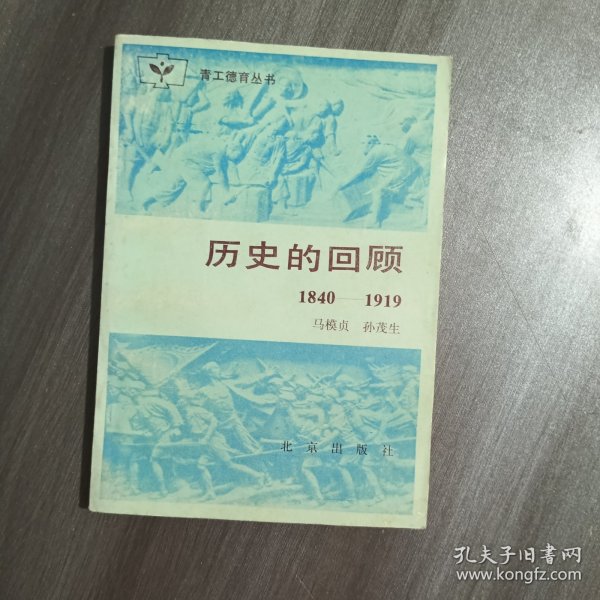 青工德育丛书
历史的回顾
1840——1919
马模贞 孙茂生
北京出版社
孔夫子旧书网
www.kongfz.com